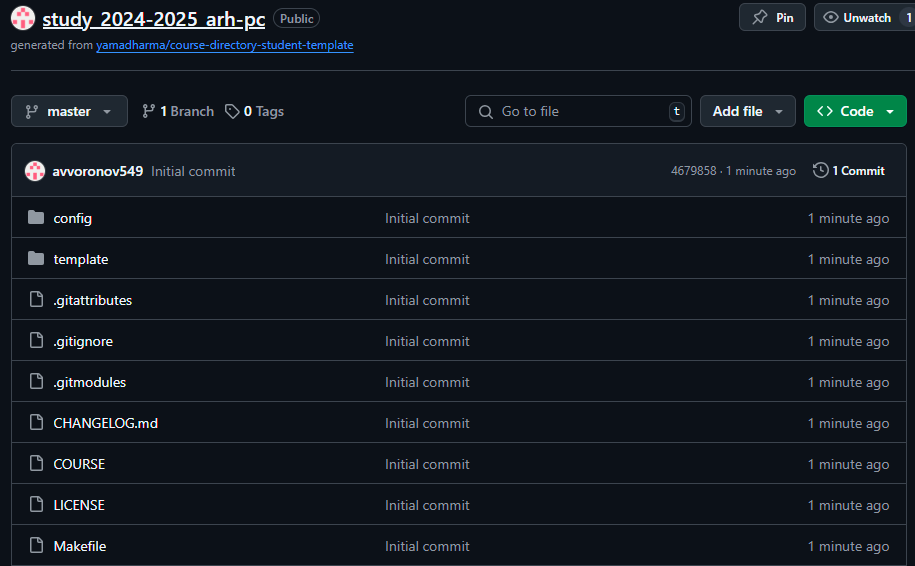 study_2024-2025_arh-pc Public Pin Unwatch 1
generated from yamadharma/course-directory-student-template
master 1 Branch 0 Tags Go to file t Add file Code
avvoronov549 Initial commit 4679858 · 1 minute ago 1 Commit
config Initial commit 1 minute ago
template Initial commit 1 minute ago
.gitattributes Initial commit 1 minute ago
.gitignore Initial commit 1 minute ago
.gitmodules Initial commit 1 minute ago
CHANGELOG.md Initial commit 1 minute ago
COURSE Initial commit 1 minute ago
LICENSE Initial commit 1 minute ago
Makefile Initial commit 1 minute ago